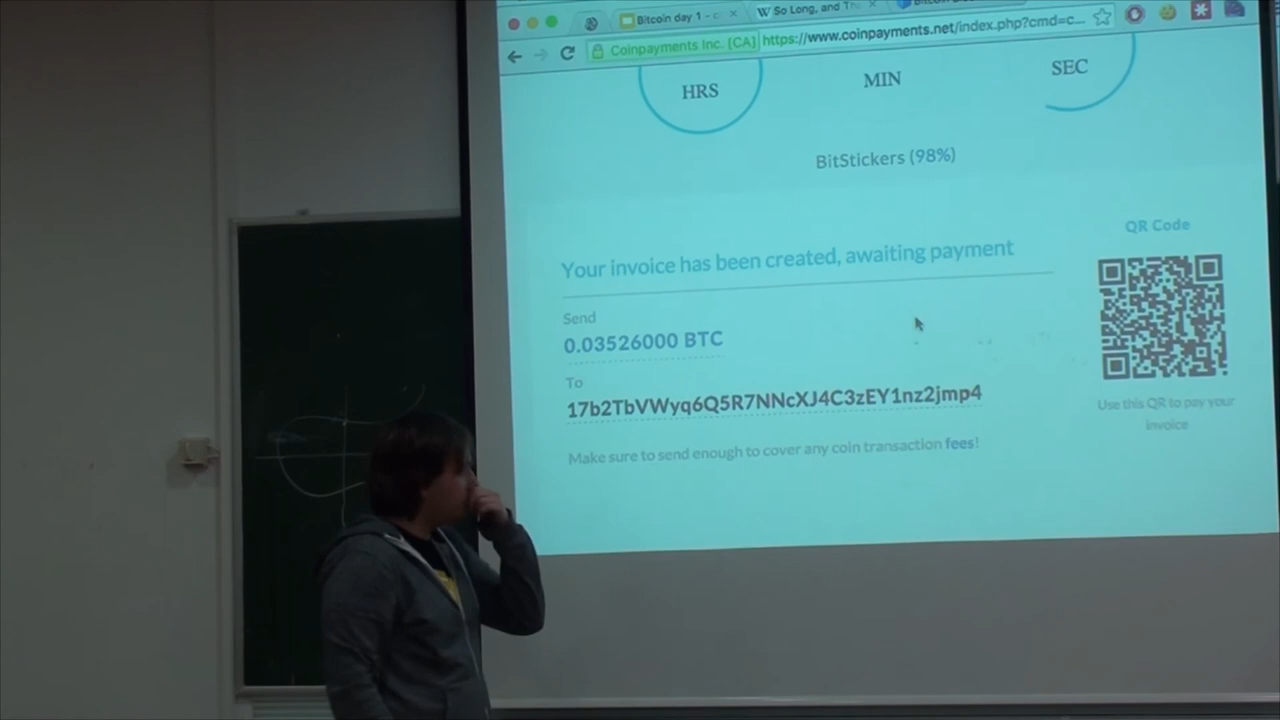 Bitcoin day 1 -
W So Long, and Th
Coinpayments Inc. [CA] https://www.coinpayments.net/index.php?cmd=c...
HRS
MIN
SEC
BitStickers (98%)
Your invoice has been created, awaiting payment
QR Code
Send
0.03526000 BTC
To
17b2TbVWyq6Q5R7NNcXJ4C3zEY1nz2jmp4
Use this QR to pay your
invoice
Make sure to send enough to cover any coin transaction fees!